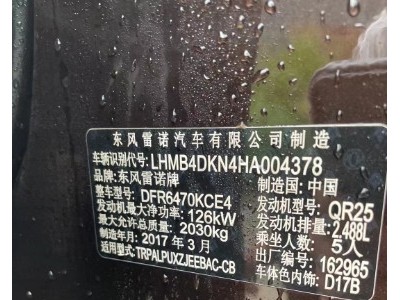 东风雷诺汽车有限公司制造
车辆识别代号: LHMB4DKN4HA004378
品牌:东风雷诺牌 制造国: 中国
整车型号: DFR6470KCE4 发动机型号: QR25
发动机最大净功率: 126kW 发动机排量: 2.488L
最大允许总质量: 2030kg 乘坐人数: 5人
制造年月: 2017年3月 出厂编号: 162965
适用型号:TRPALPUXZJEEBAC-CB 车体色内饰: D17B